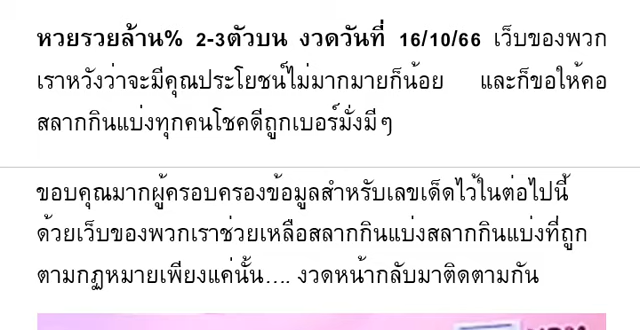 หวยรวยล้าน% 2-3ตัวบน งวดวันที่ 16/10/66 เว็บของพวก
เราหวังว่าจะมีคุณประโยชน์ไม่มากมายก็น้อย และก็ขอให้คอ
สลากกินแบ่งทุกคนโชคดีถูกเบอร์มั่งมีๆ
ขอบคุณมากผู้ครอบครองข้อมูลสำหรับเลขเด็ดไว้ในต่อไปนี้
ด้วยเว็บของพวกเราช่วยเหลือสลากกินแบ่งสลากกินแบ่งที่ถูก
ตามกฏหมายเพียงแค่นั้น.... งวดหน้ากลับมาติดตามกัน